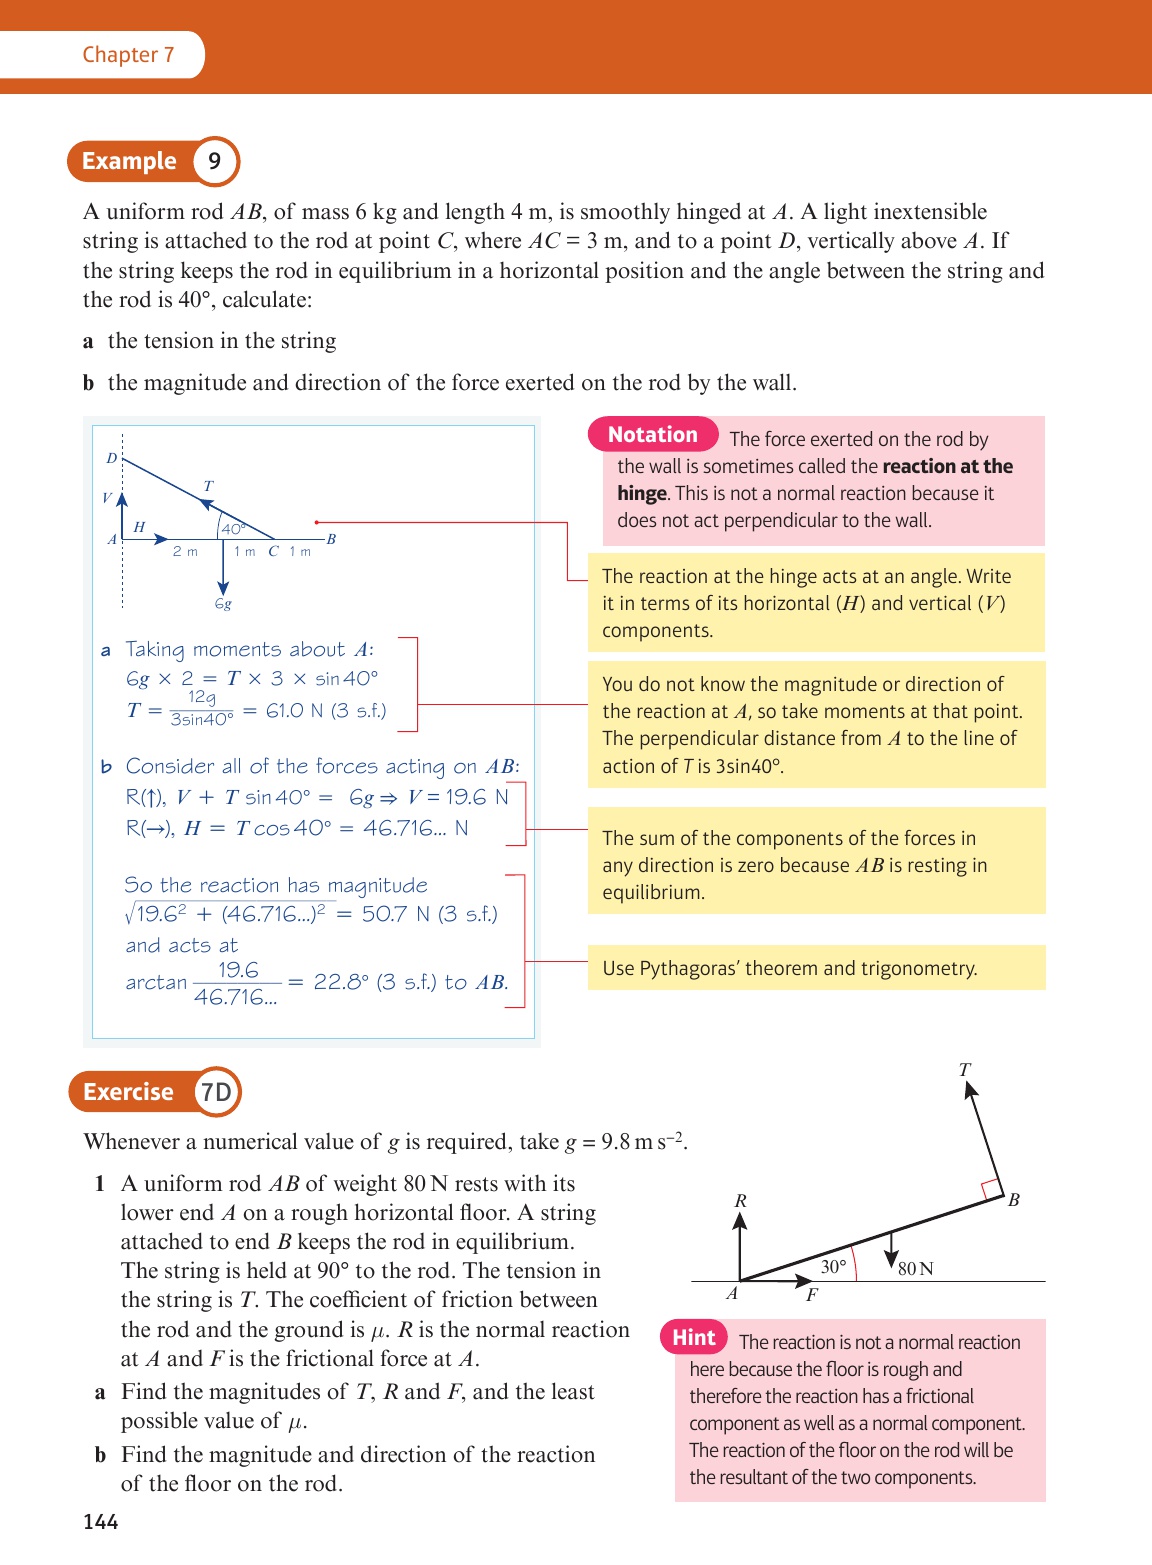 Chapter 7
Example 9
A uniform rod AB, of mass 6 kg and length 4 m, is smoothly hinged at A. A light inextensible
string is attached to the rod at point C, where AC = 3 m, and to a point D, vertically above A. If
the string keeps the rod in equilibrium in a horizontal position and the angle between the string and
the rod is 40°, calculate:
a the tension in the string
b the magnitude and direction of the force exerted on the rod by the wall.
D
T
V
H
40°
A
B
2 m 1 m C 1 m
6g
a Taking moments about A:
6g × 2 = T × 3 × sin 40°
T = 12g / 3sin40° = 61.0 N (3 s.f.)
b Consider all of the forces acting on AB:
R(↑), V + T sin 40° = 6g ⇒ V = 19.6 N
R(→), H = T cos 40° = 46.716... N
So the reaction has magnitude
√19.6² + (46.716...)² = 50.7 N (3 s.f.)
and acts at
arctan 19.6 / 46.716... = 22.8° (3 s.f.) to AB.
Notation The force exerted on the rod by
the wall is sometimes called the reaction at the
hinge. This is not a normal reaction because it
does not act perpendicular to the wall.
The reaction at the hinge acts at an angle. Write
it in terms of its horizontal (H) and vertical (V)
components.
You do not know the magnitude or direction of
the reaction at A, so take moments at that point.
The perpendicular distance from A to the line of
action of T is 3sin40°.
The sum of the components of the forces in
any direction is zero because AB is resting in
equilibrium.
Use Pythagoras' theorem and trigonometry.
Exercise 7D
Whenever a numerical value of g is required, take g = 9.8 m s⁻².
1 A uniform rod AB of weight 80 N rests with its
lower end A on a rough horizontal floor. A string
attached to end B keeps the rod in equilibrium.
The string is held at 90° to the rod. The tension in
the string is T. The coefficient of friction between
the rod and the ground is μ. R is the normal reaction
at A and F is the frictional force at A.
a Find the magnitudes of T, R and F, and the least
possible value of μ.
b Find the magnitude and direction of the reaction
of the floor on the rod.
T
R
B
30°
80 N
A
F
Hint The reaction is not a normal reaction
here because the floor is rough and
therefore the reaction has a frictional
component as well as a normal component.
The reaction of the floor on the rod will be
the resultant of the two components.
144